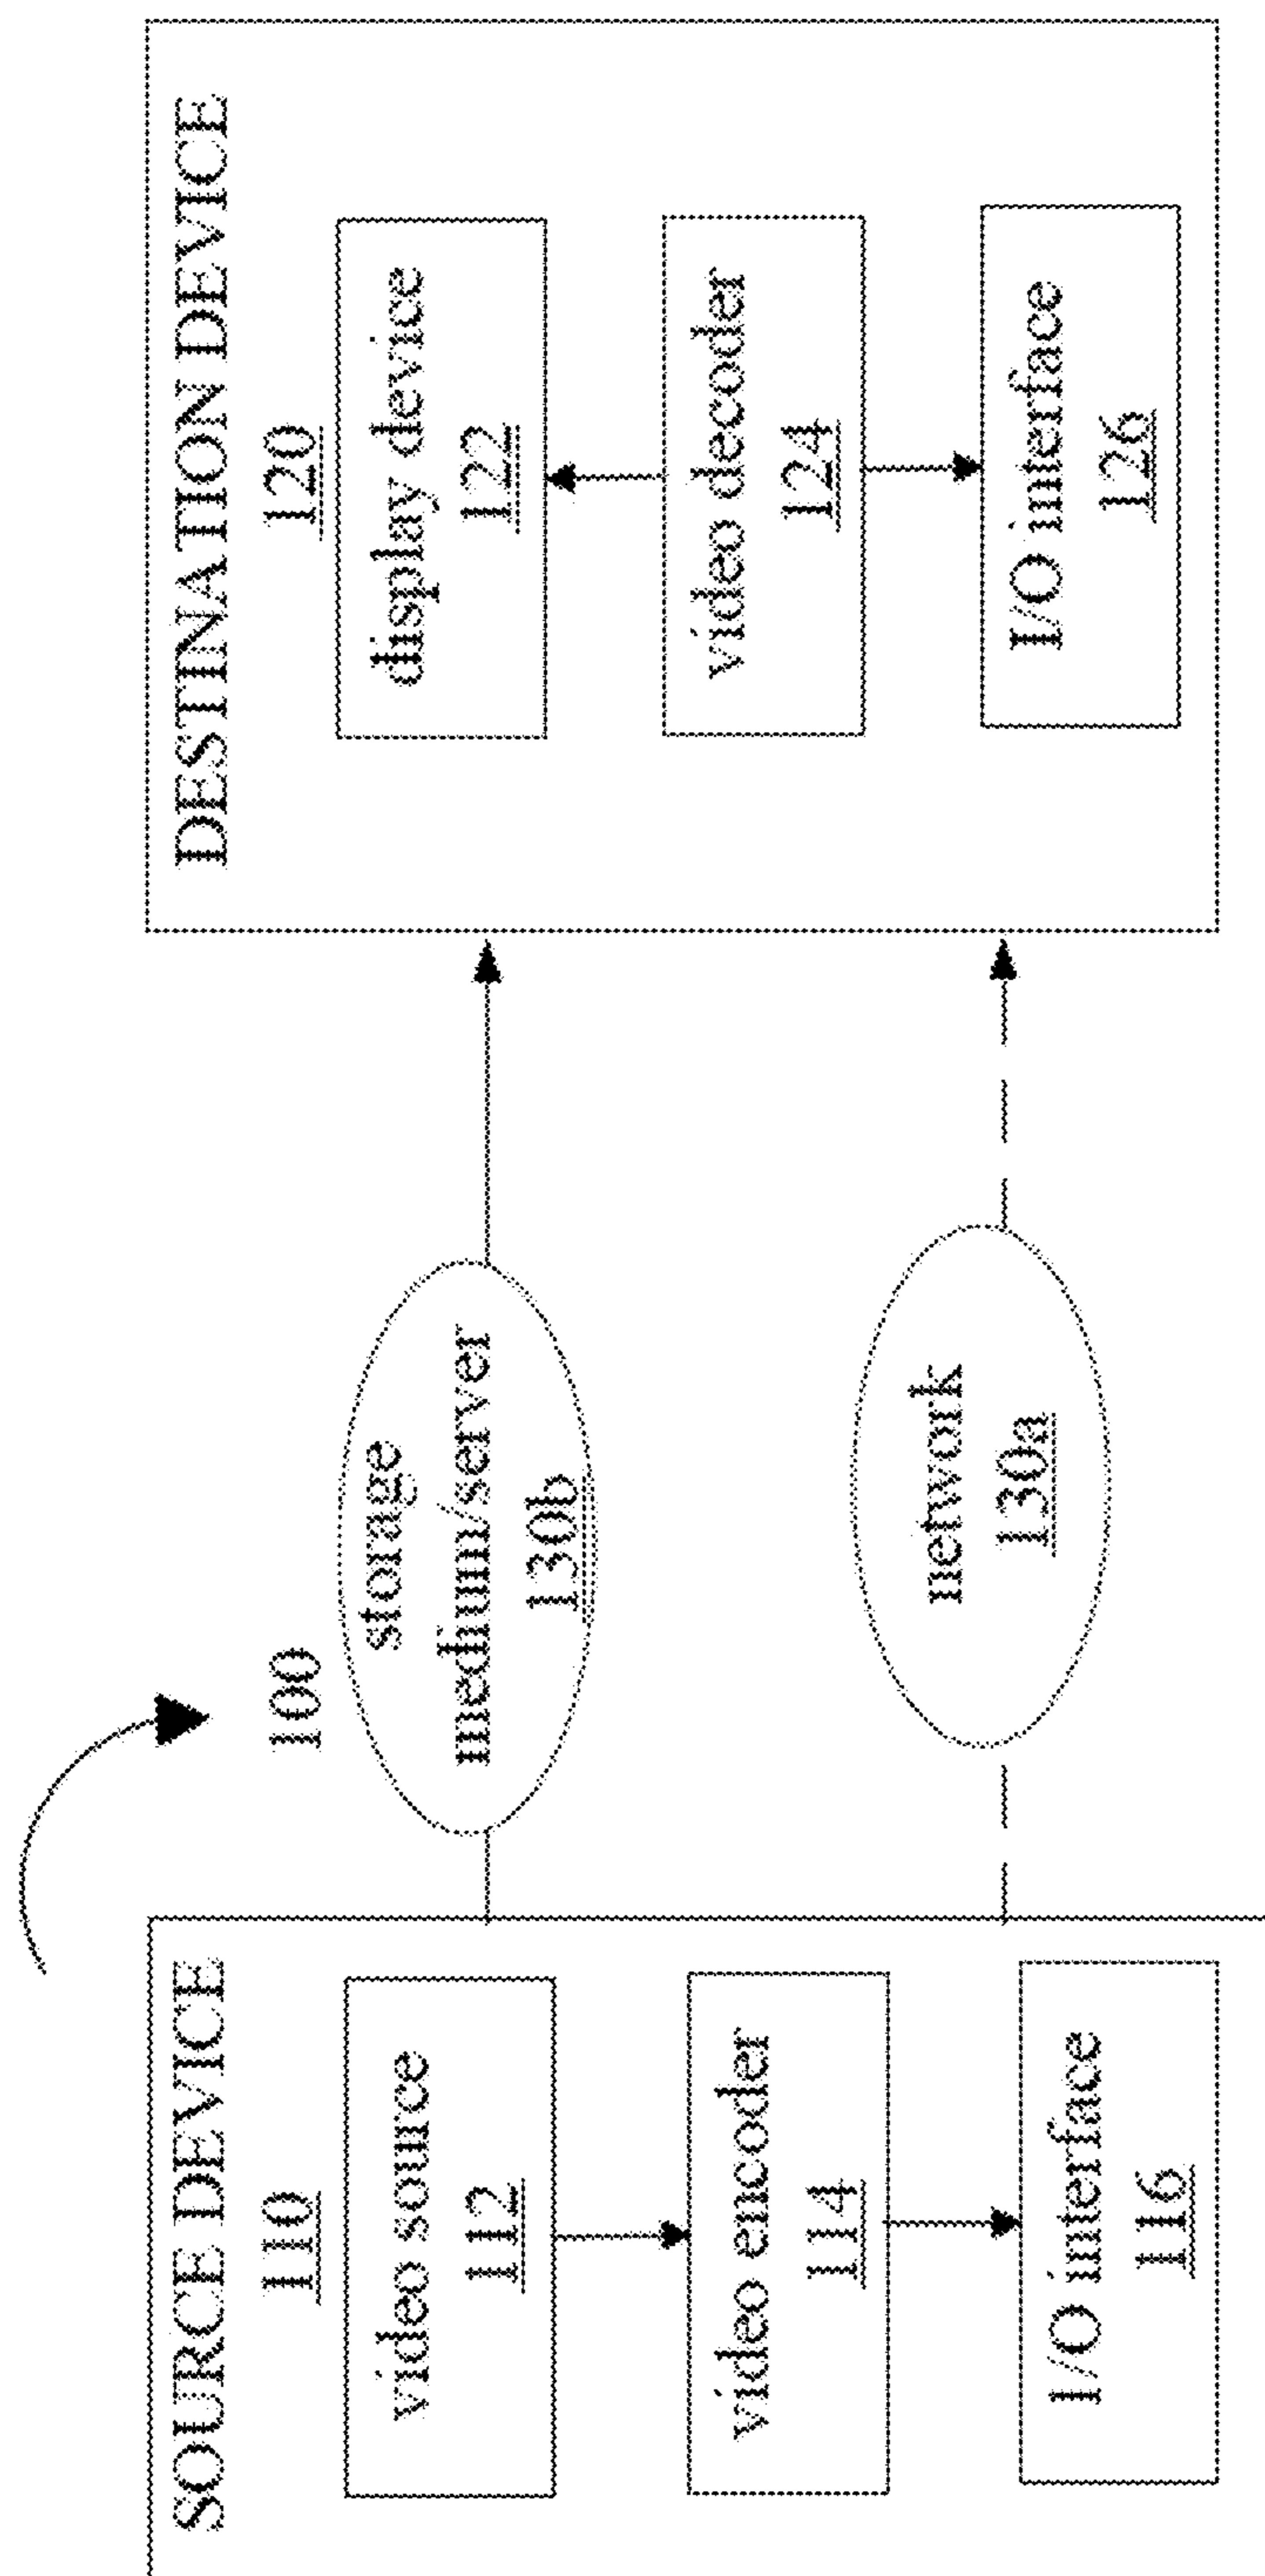 100
SOURCE DEVICE
110
video source
112
video encoder
114
I/O interface
116
storage
medium/server
130b
network
130a
DESTINATION DEVICE
120
display device
122
video decoder
124
I/O interface
126